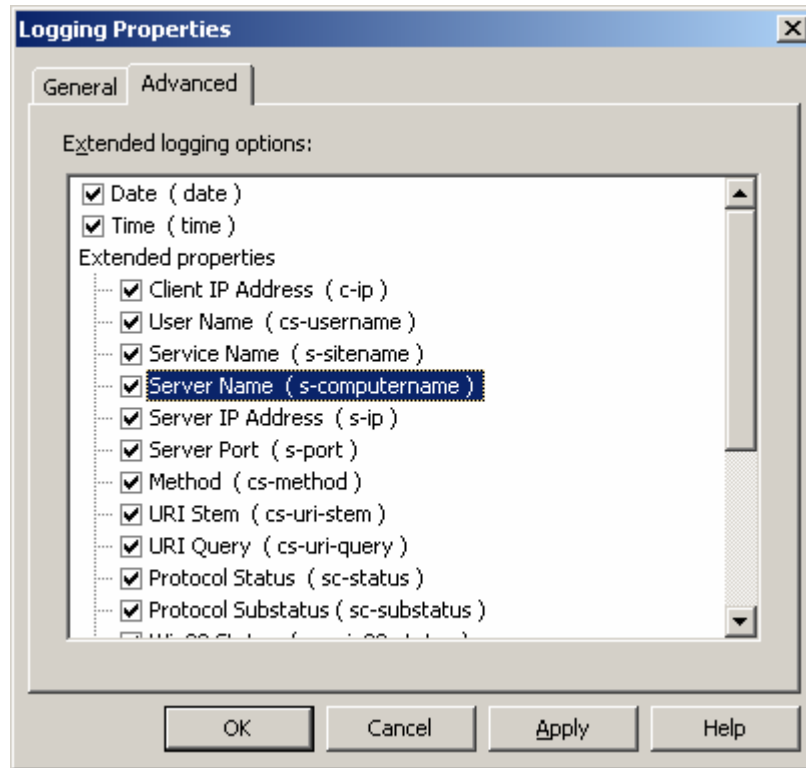 Logging Properties
General Advanced
Extended logging options:
Date ( date )
Time ( time )
Extended properties
Client IP Address ( c-ip )
User Name ( cs-username )
Service Name ( s-sitename )
Server Name ( s-computername )
Server IP Address ( s-ip )
Server Port ( s-port )
Method ( cs-method )
URI Stem ( cs-uri-stem )
URI Query ( cs-uri-query )
Protocol Status ( sc-status )
Protocol Substatus ( sc-substatus )
OK Cancel Apply Help